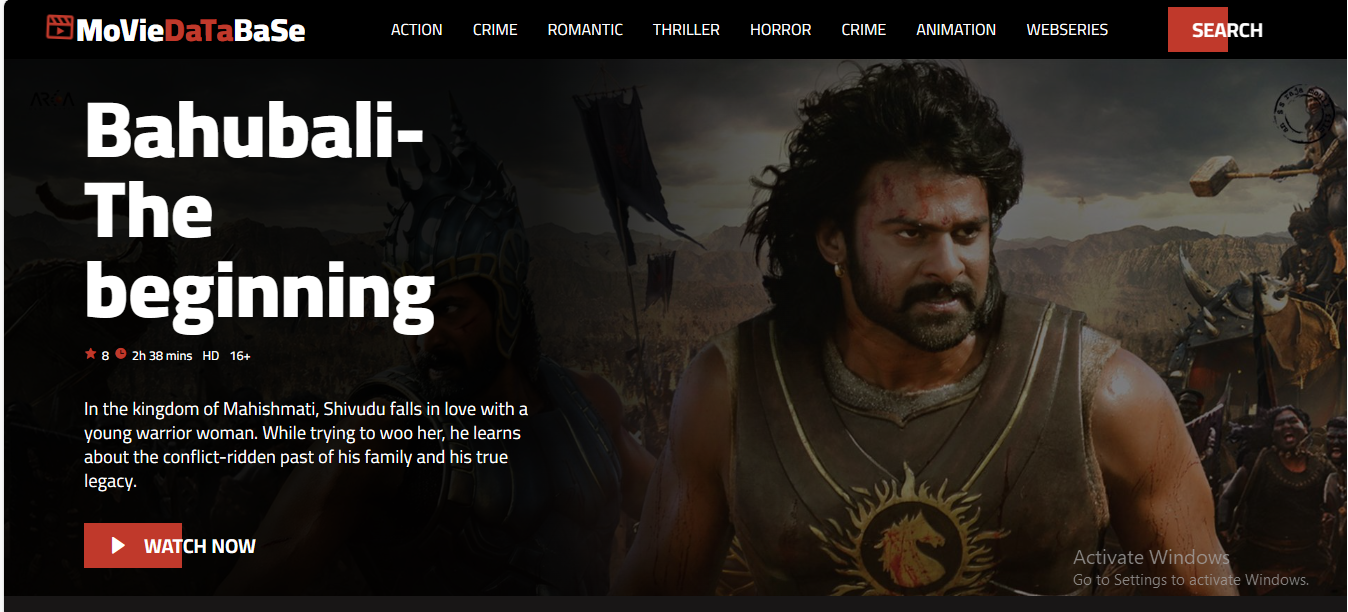 MoVieDaTaBaSe
ACTION CRIME ROMANTIC THRILLER HORROR CRIME ANIMATION WEBSERIES SEARCH
ARKA
Bahubali-
The
beginning
8 2h 38 mins HD 16+
In the kingdom of Mahishmati, Shivudu falls in love with a
young warrior woman. While trying to woo her, he learns
about the conflict-ridden past of his family and his true
legacy.
WATCH NOW
Activate Windows
Go to Settings to activate Windows.